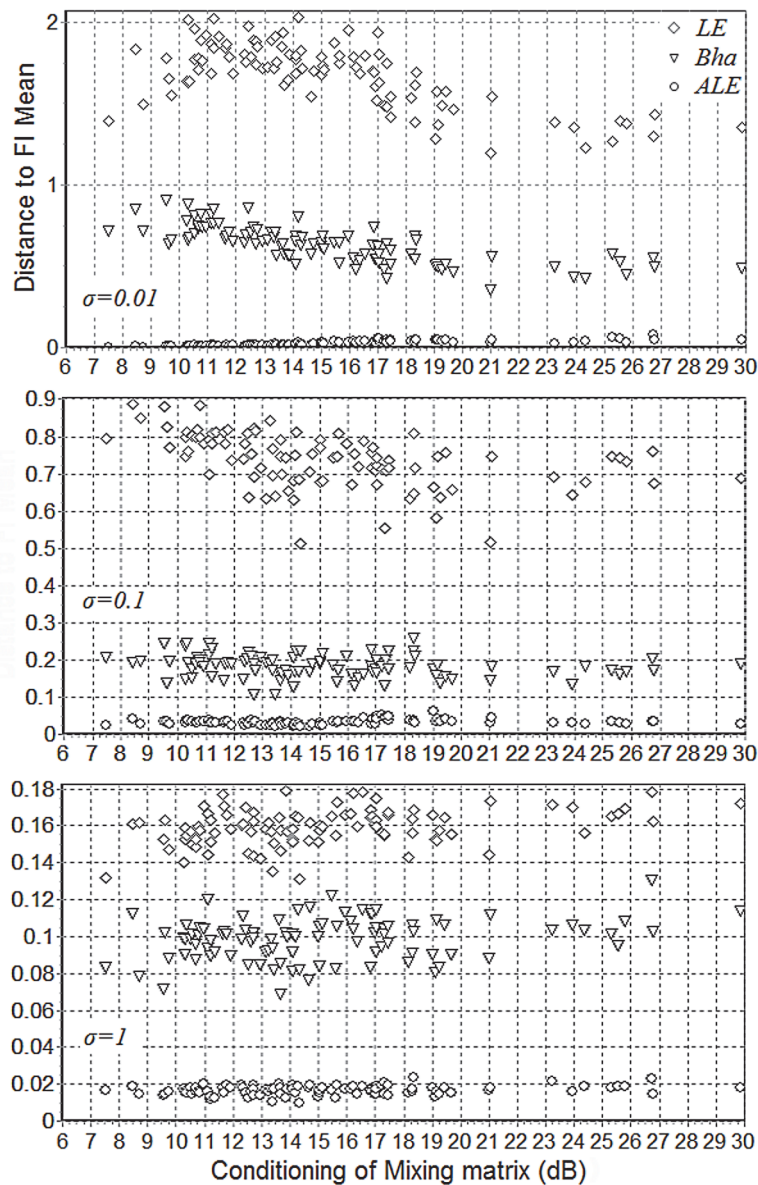 2
◇ LE
▽ Bha
○ ALE
Distance to FI Mean
1
σ=0.01
0
6 7 8 9 10 11 12 13 14 15 16 17 18 19 20 21 22 23 24 25 26 27 28 29 30
0.9
0.8
0.7
0.6
0.5
0.4
0.3
σ=0.1
0.2
0.1
0
6 7 8 9 10 11 12 13 14 15 16 17 18 19 20 21 22 23 24 25 26 27 28 29 30
0.18
0.16
0.14
0.12
0.1
0.08
0.06
0.04
σ=1
0.02
0
6 7 8 9 10 11 12 13 14 15 16 17 18 19 20 21 22 23 24 25 26 27 28 29 30
Conditioning of Mixing matrix (dB)